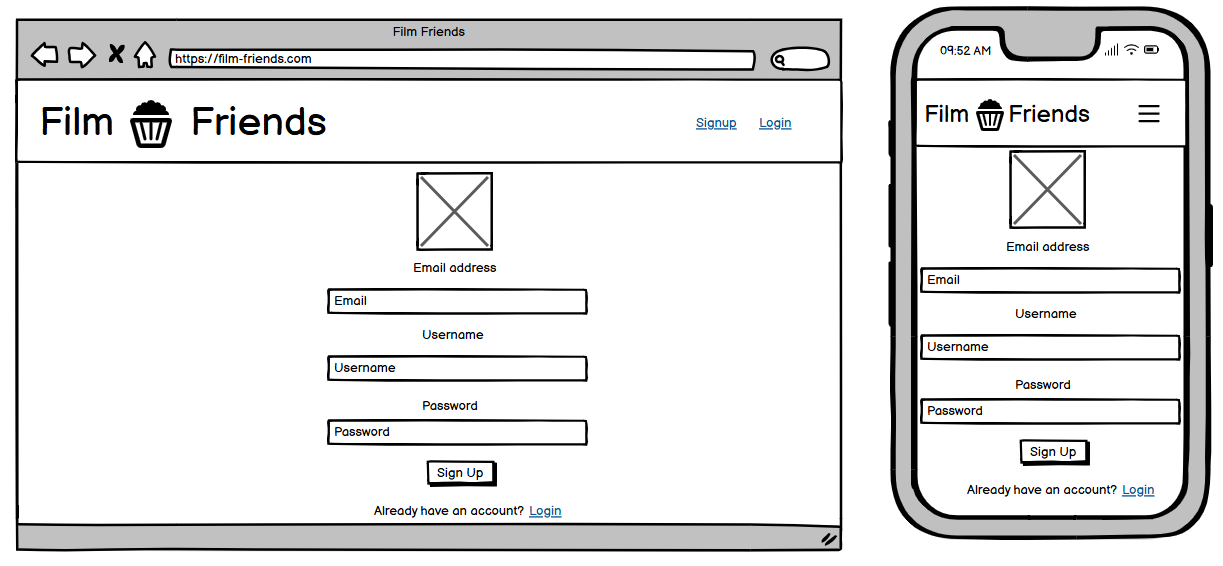 Film Friends
https://film-friends.com
Film Friends
Signup Login
Email address
Email
Username
Username
Password
Password
Sign Up
Already have an account? Login
09:52 AM
Film Friends
Email address
Email
Username
Username
Password
Password
Sign Up
Already have an account? Login